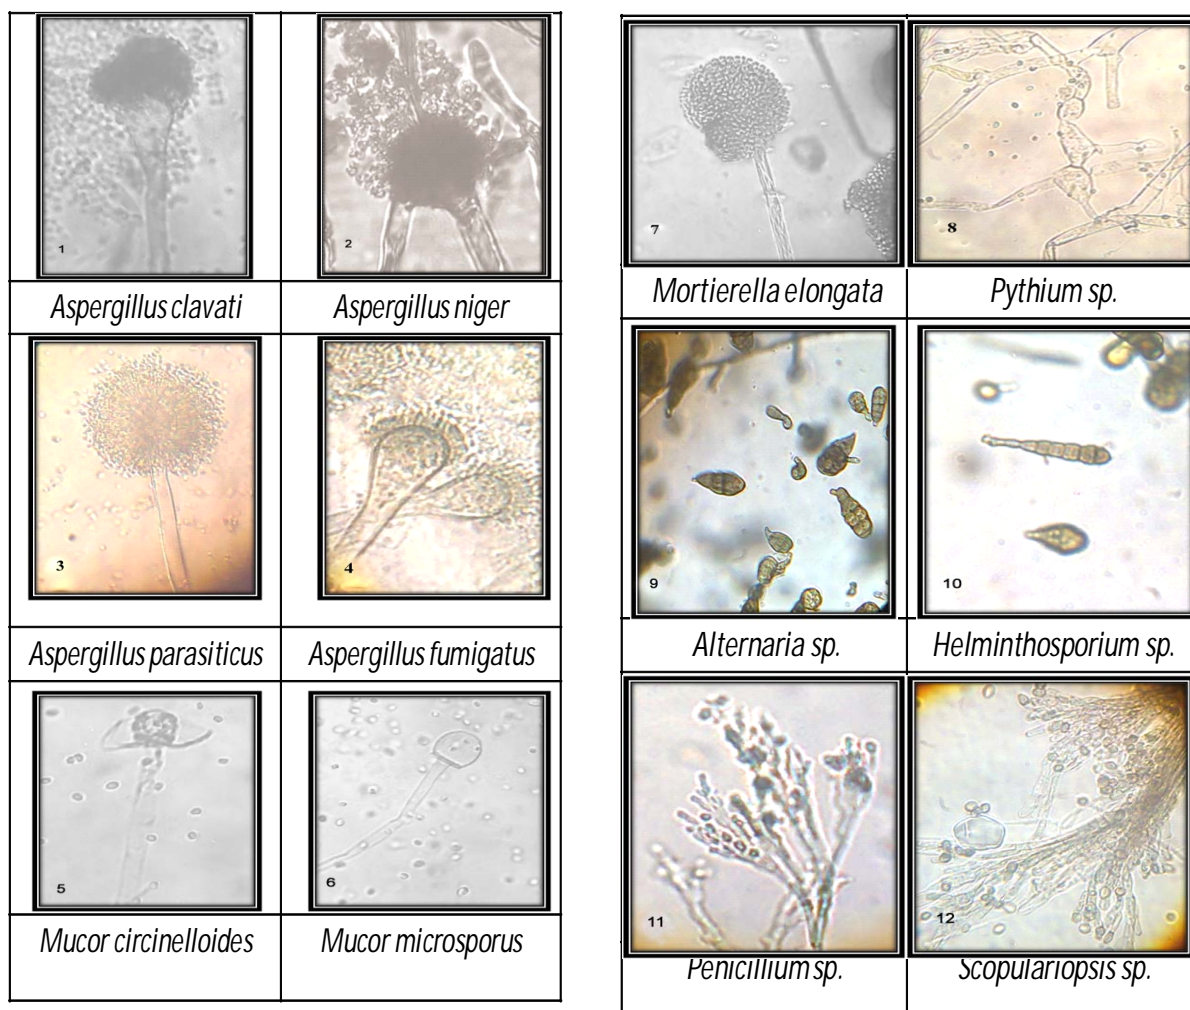 1
2
Aspergillus clavati
Aspergillus niger
3
4
Aspergillus parasiticus
Aspergillus fumigatus
5
6
Mucor circinelloides
Mucor microsporus
7
8
Mortierella elongata
Pythium sp.
9
10
Alternaria sp.
Helminthosporium sp.
11
12
Penicillium sp.
Scopulariopsis sp.